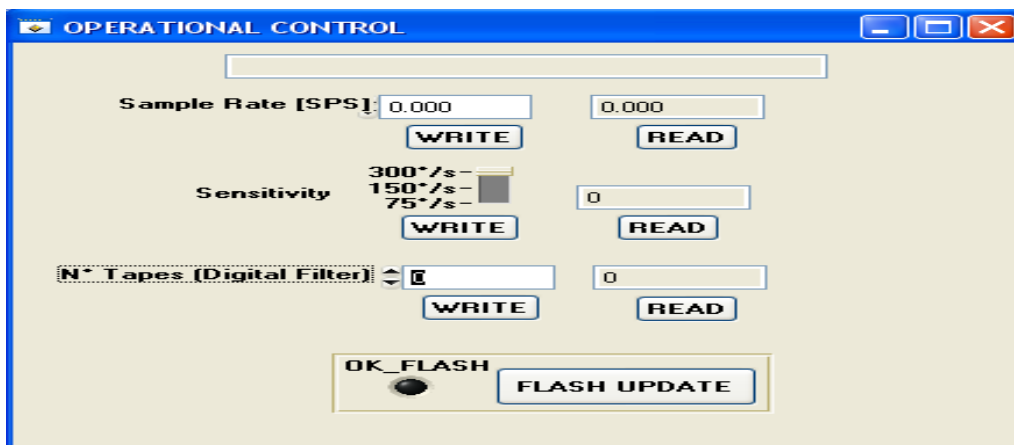 OPERATIONAL CONTROL
Sample Rate [SPS] 0.000 0.000
WRITE READ
300°/s
Sensitivity 150°/s 0
75°/s
WRITE READ
N° Tapes (Digital Filter) 0 0
WRITE READ
OK_FLASH
FLASH UPDATE